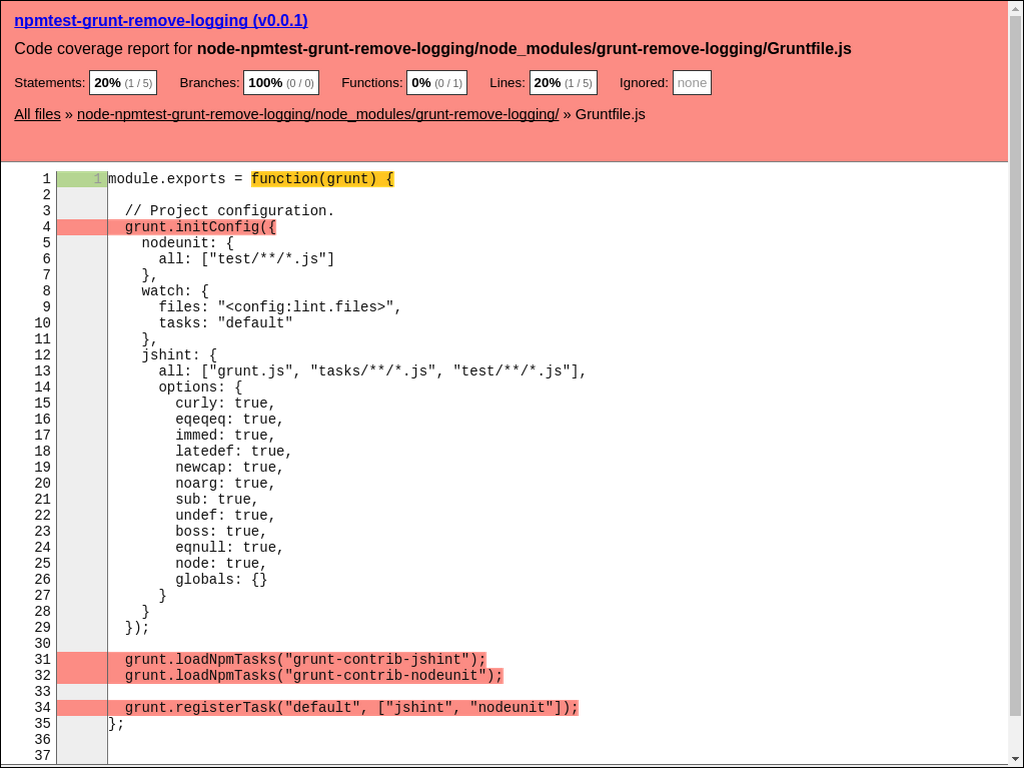 npmtest-grunt-remove-logging (v0.0.1)
Code coverage report for node-npmtest-grunt-remove-logging/node_modules/grunt-remove-logging/Gruntfile.js
Statements: 20% (1 / 5) Branches: 100% (0 / 0) Functions: 0% (0 / 1) Lines: 20% (1 / 5) Ignored: none
All files » node-npmtest-grunt-remove-logging/node_modules/grunt-remove-logging/ » Gruntfile.js
1 1 module.exports = function(grunt) {
2
3   // Project configuration.
4   grunt.initConfig({
5     nodeunit: {
6       all: ["test/**/*.js"]
7     },
8     watch: {
9       files: "<config:lint.files>",
10       tasks: "default"
11     },
12     jshint: {
13       all: ["grunt.js", "tasks/**/*.js", "test/**/*.js"],
14       options: {
15         curly: true,
16         eqeqeq: true,
17         immed: true,
18         latedef: true,
19         newcap: true,
20         noarg: true,
21         sub: true,
22         undef: true,
23         boss: true,
24         eqnull: true,
25         node: true,
26         globals: {}
27       }
28     }
29   });
30
31   grunt.loadNpmTasks("grunt-contrib-jshint");
32   grunt.loadNpmTasks("grunt-contrib-nodeunit");
33
34   grunt.registerTask("default", ["jshint", "nodeunit"]);
35 };
36
37